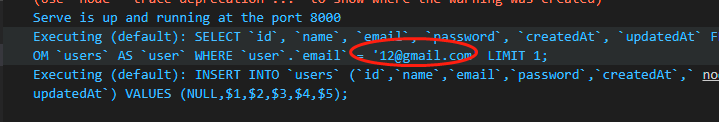 (Use `node --trace-deprecation ...` to show where the warning was created)
Serve is up and running at the port 8000
Executing (default): SELECT `id`, `name`, `email`, `password`, `createdAt`, `updatedAt` F
OM `users` AS `user` WHERE `user`.`email` = '12@gmail.com' LIMIT 1;
Executing (default): INSERT INTO `users` (`id`,`name`,`email`,`password`,`createdAt`,` no
updatedAt`) VALUES (NULL,$1,$2,$3,$4,$5);